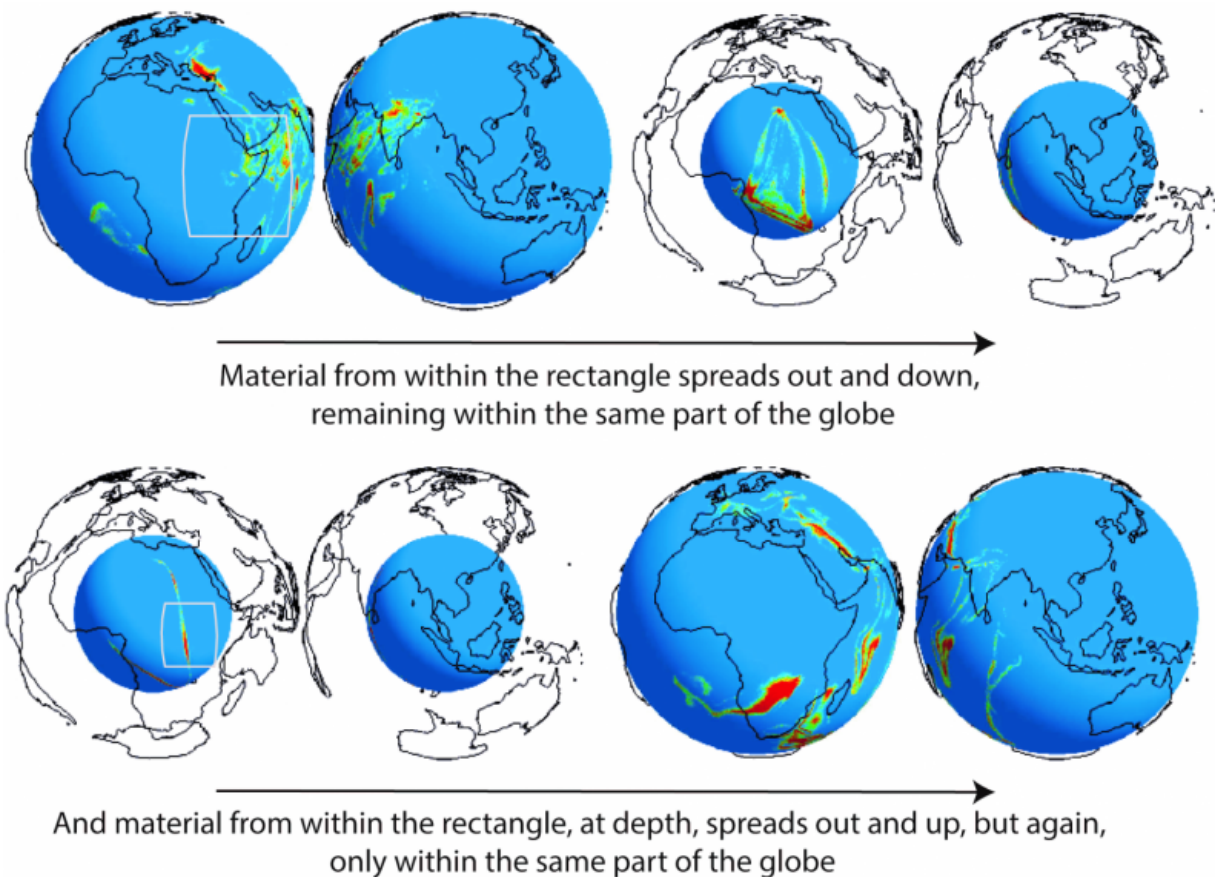 Material from within the rectangle spreads out and down,
remaining within the same part of the globe
And material from within the rectangle, at depth, spreads out and up, but again,
only within the same part of the globe